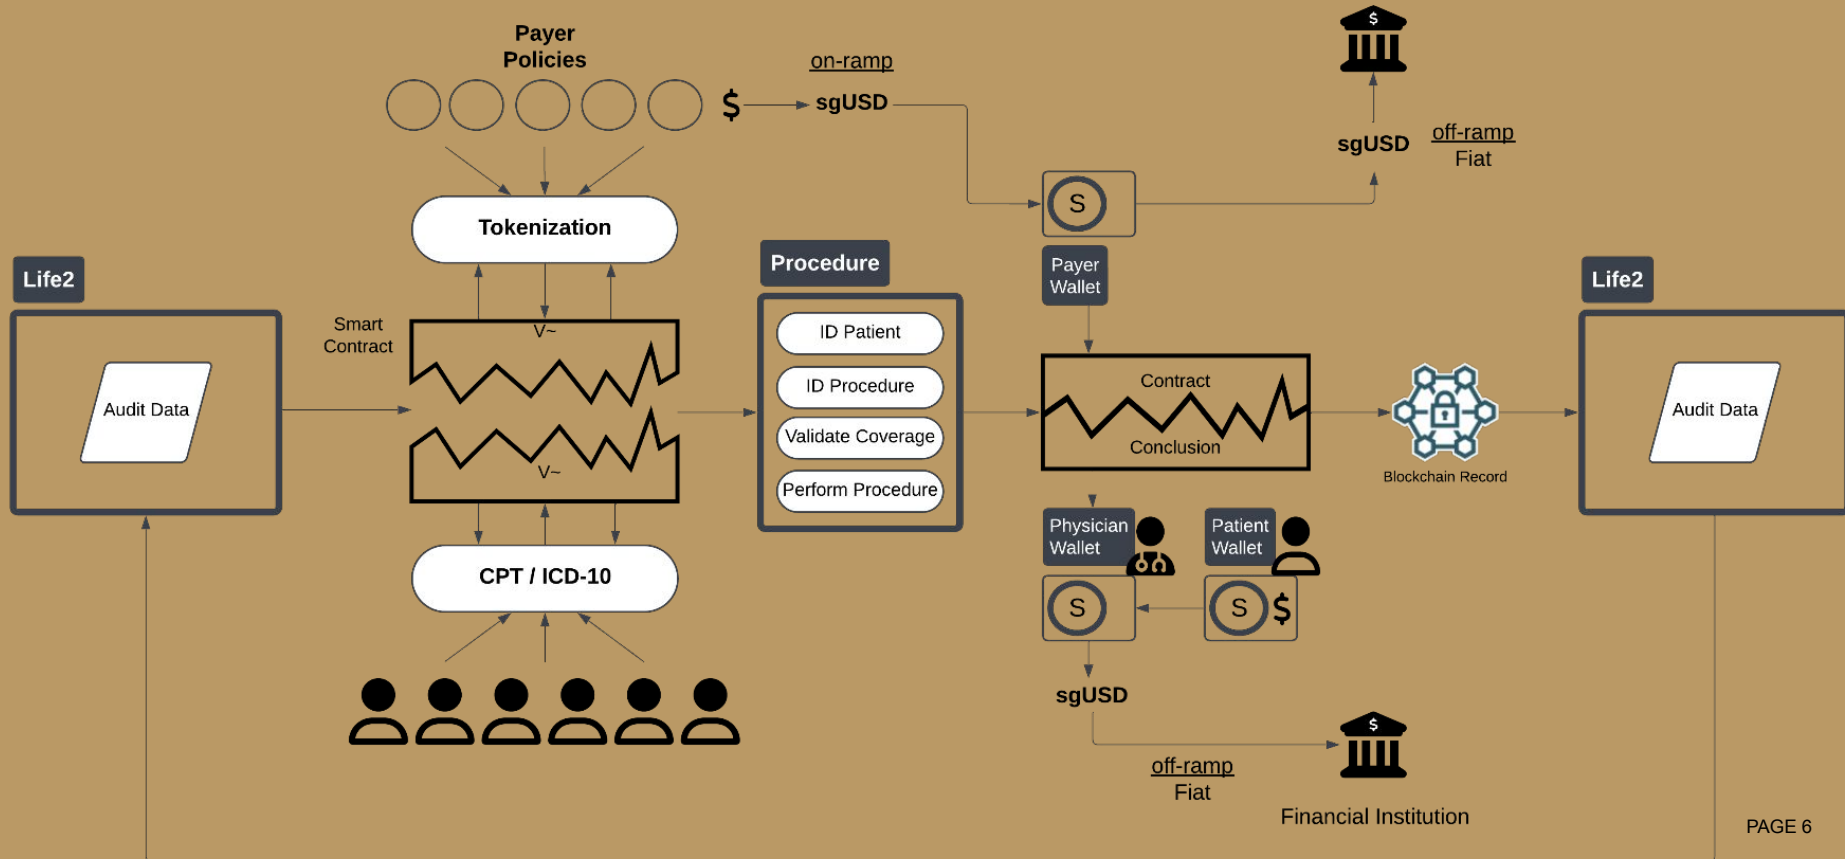 Payer
Policies
$
on-ramp
sgUSD
$
sgUSD
off-ramp
Fiat
Tokenization
S
Payer
Wallet
Life2
Audit Data
Smart
Contract
V~
V~
CPT / ICD-10
Procedure
ID Patient
ID Procedure
Validate Coverage
Perform Procedure
Contract
Conclusion
Blockchain Record
Life2
Audit Data
Physician
Wallet
Patient
Wallet
S
S $
sgUSD
off-ramp
Fiat
$
Financial Institution
PAGE 6